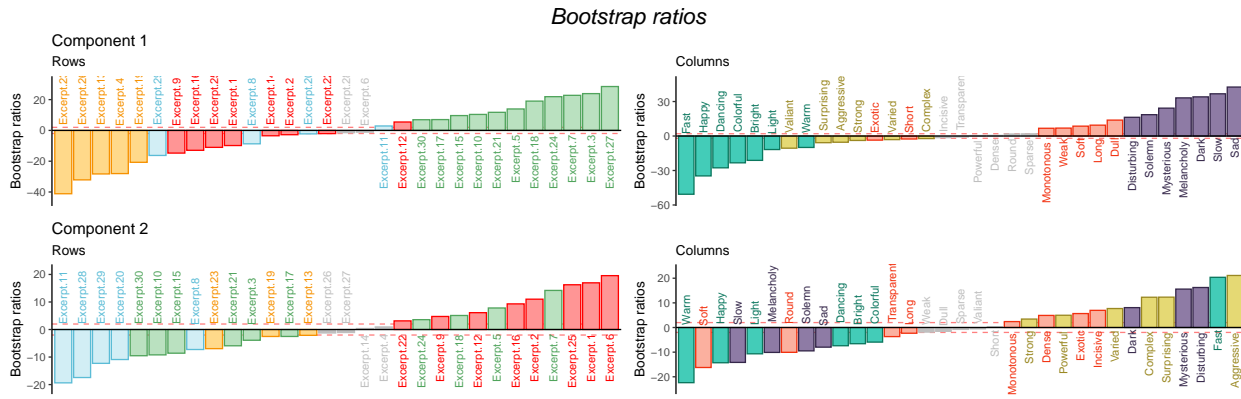 Bootstrap ratios
Component 1
Rows
Bootstrap ratios
20
0
−20
−40
Excerpt.4
Excerpt.9
Excerpt.1
Excerpt.8
Excerpt.2
Excerpt.6
Excerpt.11
Excerpt.12
Excerpt.30
Excerpt.17
Excerpt.15
Excerpt.10
Excerpt.21
Excerpt.5
Excerpt.18
Excerpt.24
Excerpt.7
Excerpt.3
Excerpt.27
Columns
Bootstrap ratios
30
0
−30
−60
Fast
Happy
Dancing
Colorful
Bright
Light
Valiant
Warm
Surprising
Aggressive
Strong
Exotic
Varied
Short
Complex
Incisive
Transparen
Powerful
Dense
Round
Sparse
Monotonous
Weak
Soft
Long
Dull
Disturbing
Solemn
Mysterious
Melancholy
Dark
Slow
Sad
Component 2
Rows
Bootstrap ratios
20
10
0
−10
−20
Excerpt.11
Excerpt.28
Excerpt.29
Excerpt.20
Excerpt.30
Excerpt.10
Excerpt.15
Excerpt.8
Excerpt.23
Excerpt.21
Excerpt.3
Excerpt.19
Excerpt.17
Excerpt.13
Excerpt.26
Excerpt.27
Excerpt.14
Excerpt.4
Excerpt.22
Excerpt.24
Excerpt.9
Excerpt.18
Excerpt.12
Excerpt.5
Excerpt.16
Excerpt.2
Excerpt.7
Excerpt.25
Excerpt.1
Excerpt.6
Columns
Bootstrap ratios
20
10
0
−10
−20
Warm
Soft
Happy
Slow
Light
Melancholy
Round
Solemn
Sad
Dancing
Bright
Colorful
Transparent
Long
Weak
Dull
Sparse
Valiant
Short
Monotonous
Strong
Dense
Powerful
Exotic
Incisive
Varied
Dark
Complex
Surprising
Mysterious
Disturbing
Fast
Aggressive